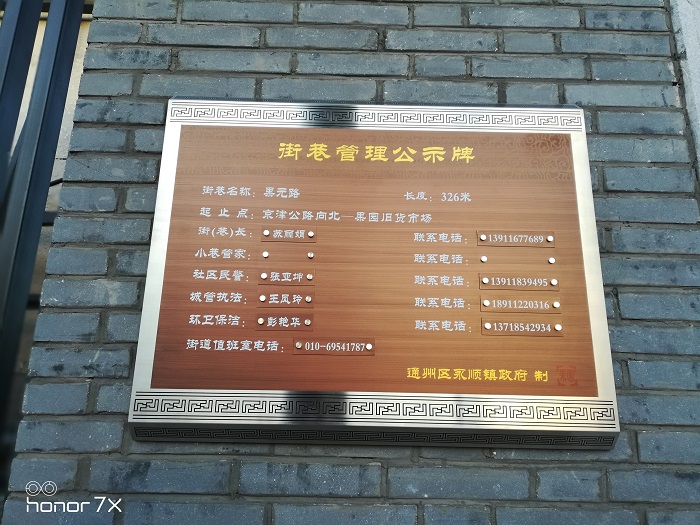 街巷管理公示牌
街巷名称：果元路 长度：326米
起止点：京津公路向北—果园旧货市场
街(巷)长：苏丽娟 联系电话：13911677689
小巷管家： 联系电话：
社区民警：张亚坤 联系电话：13911839495
城管执法：王凤玲 联系电话：18911220316
环卫保洁：彭艳华 联系电话：13718542934
街道值班室电话：010-69541787
通州区永顺镇政府 制
honor 7X